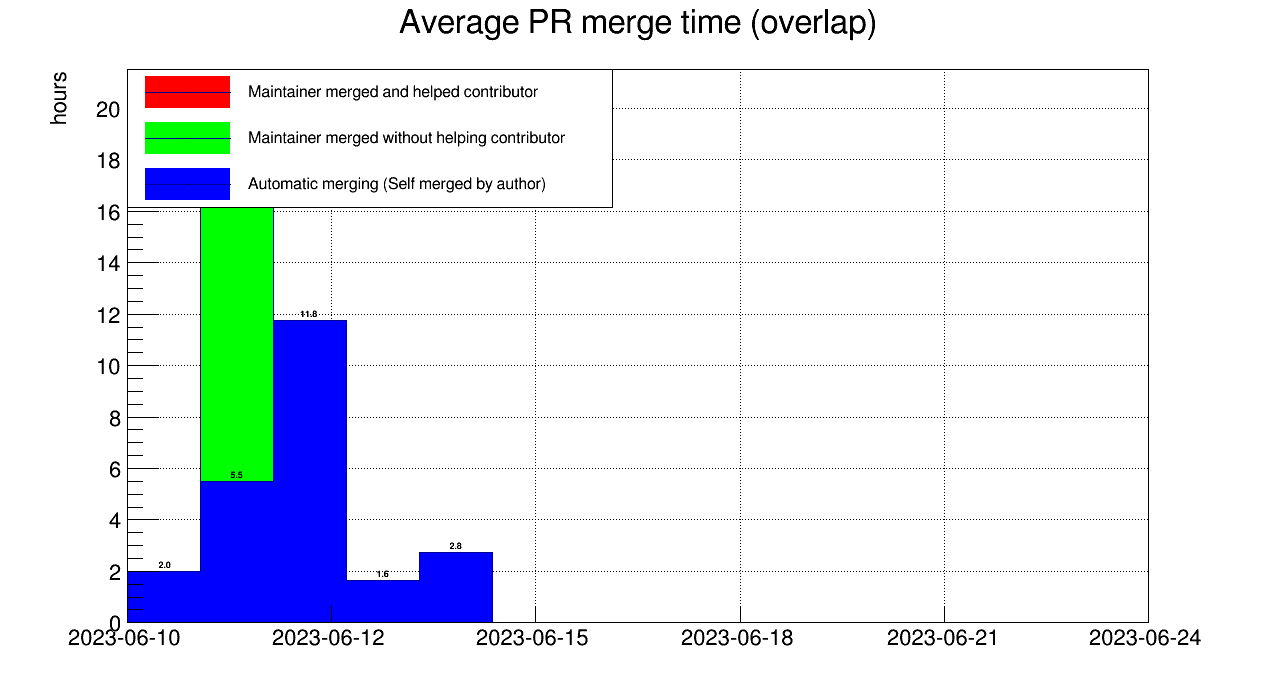 Average PR merge time (overlap)
hours
Maintainer merged and helped contributor
Maintainer merged without helping contributor
Automatic merging (Self merged by author)
20
18
16
14
12
10
8
6
4
2
0
2.0
5.5
11.8
1.6
2.8
2023-06-10 2023-06-12 2023-06-15 2023-06-18 2023-06-21 2023-06-24